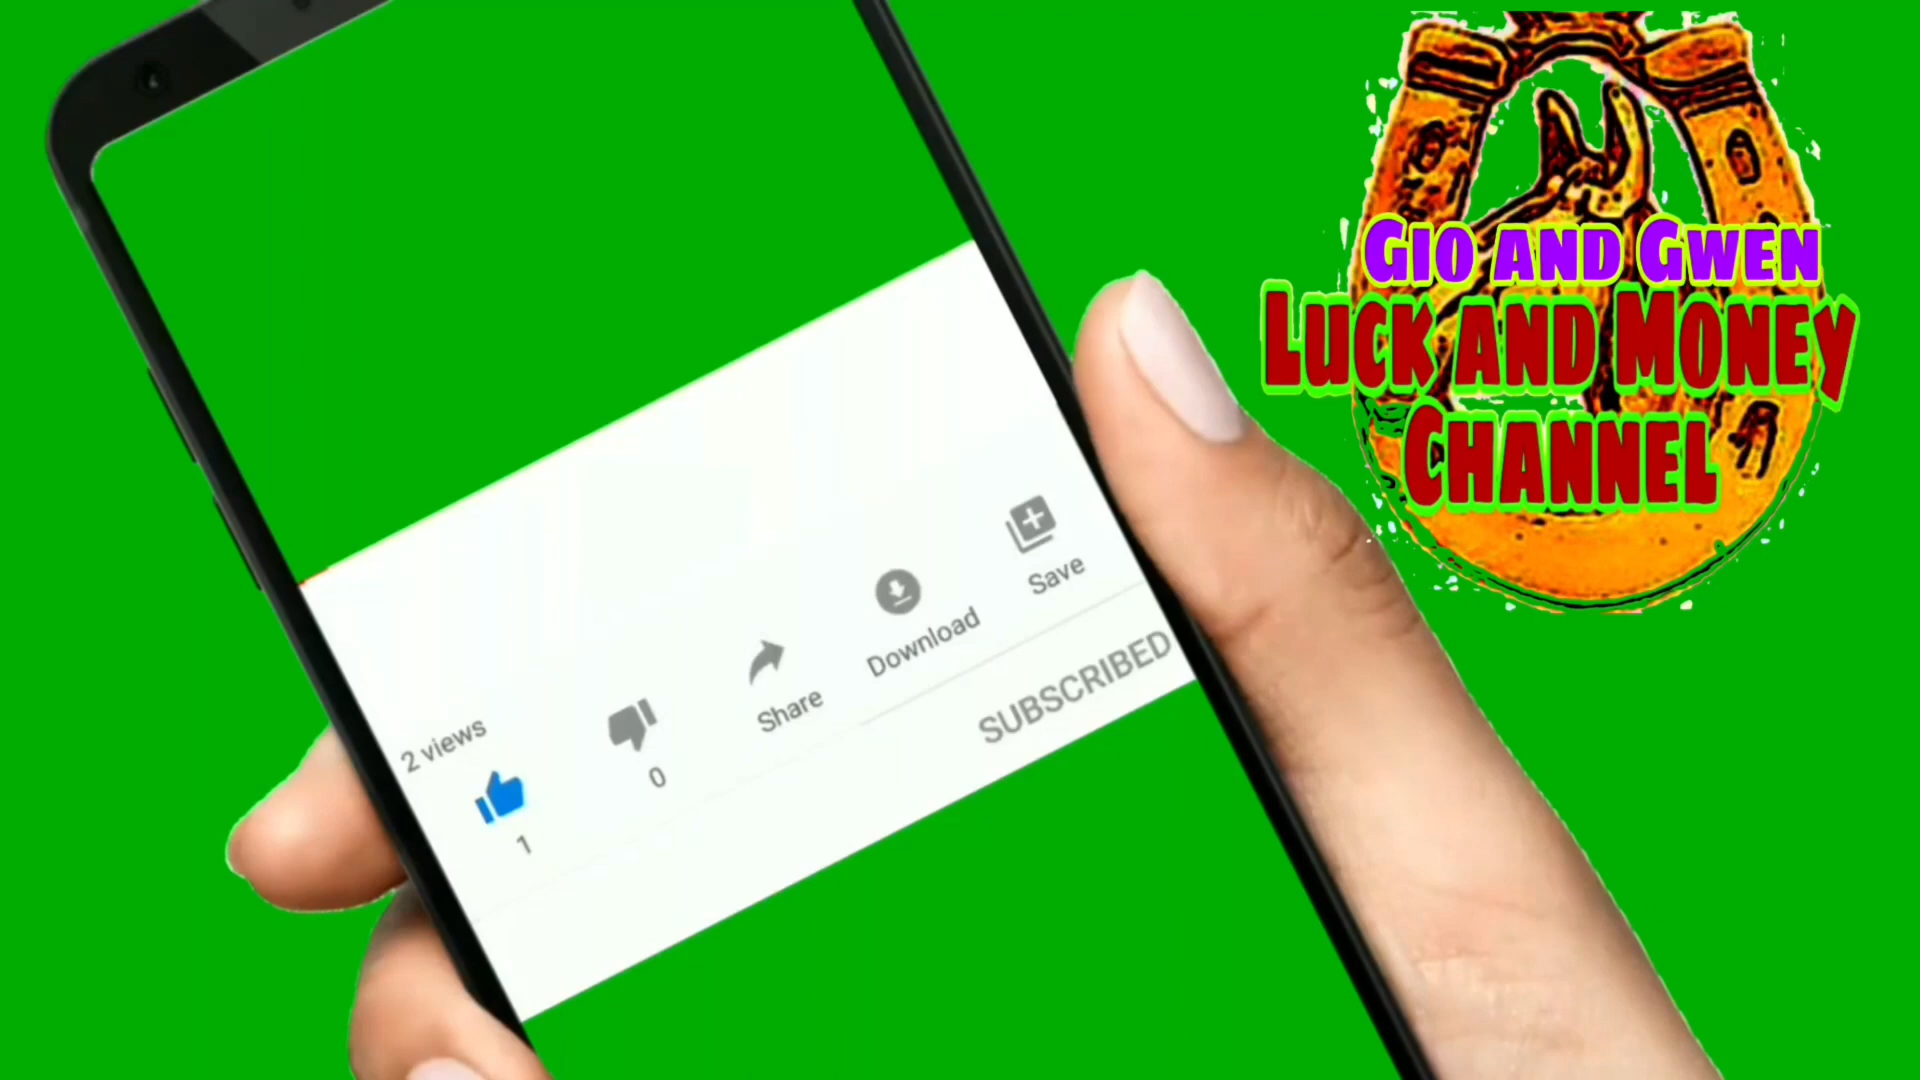 Gio and Gwen
Luck and Money
Channel
2 views
1
0
Share
Download
Save
SUBSCRIBED